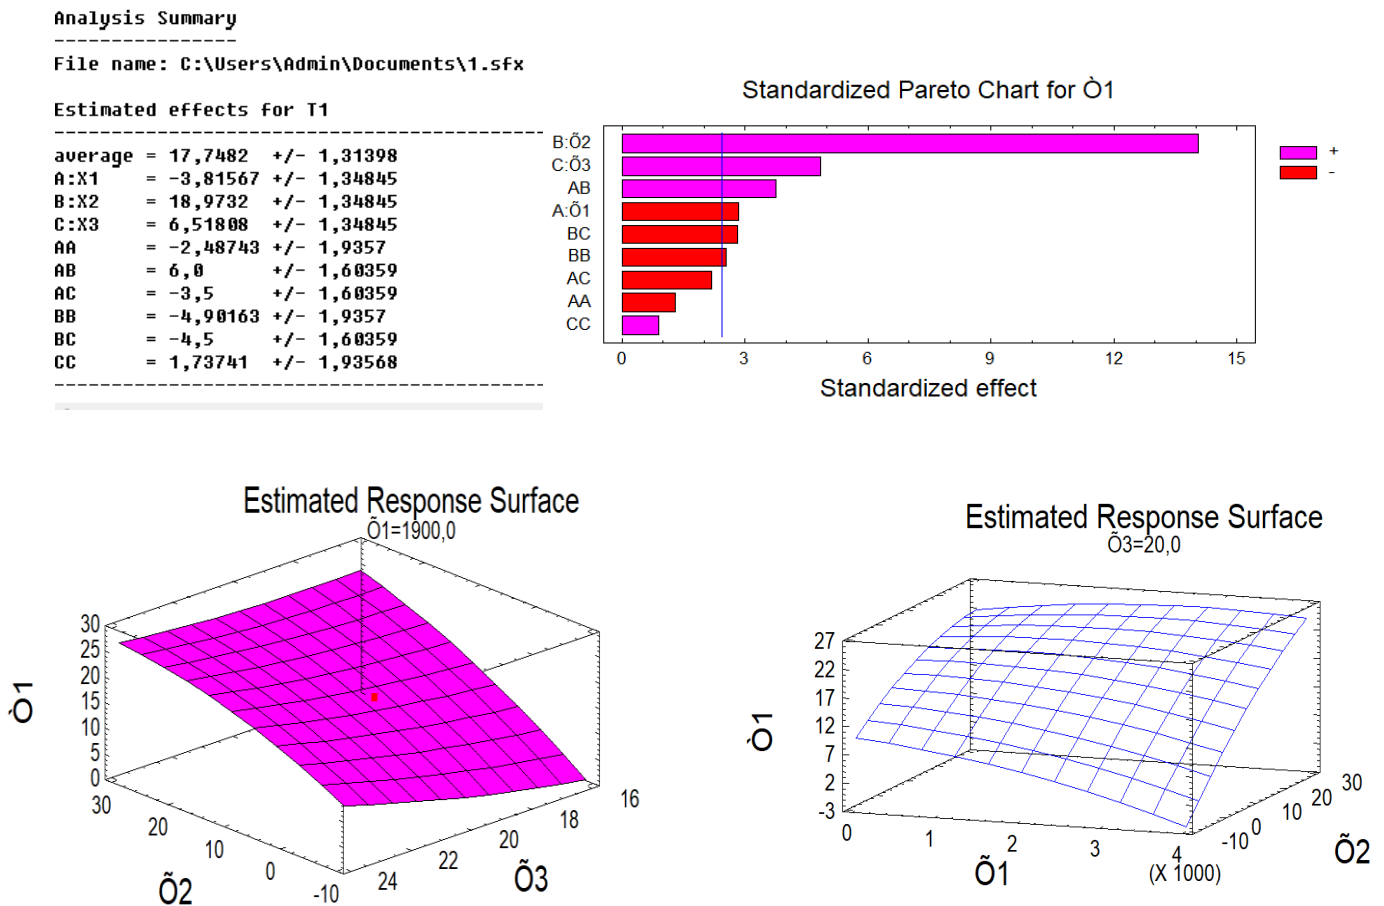 Analysis Summary
----------------
File name: C:\Users\Admin\Documents\1.sfx
Estimated effects for T1
-------------------------------------------
average = 17,7482 +/- 1,31398
A:X1 = -3,81567 +/- 1,34845
B:X2 = 18,9732 +/- 1,34845
C:X3 = 6,51808 +/- 1,34845
AA = -2,48743 +/- 1,9357
AB = 6,0 +/- 1,60359
AC = -3,5 +/- 1,60359
BB = -4,90163 +/- 1,9357
BC = -4,5 +/- 1,60359
CC = 1,73741 +/- 1,93568
-------------------------------------------
Standardized Pareto Chart for Ò1
B:Õ2
C:Õ3
AB
A:Õ1
BC
BB
AC
AA
CC
0 3 6 9 12 15
Standardized effect
+
-
Estimated Response Surface
Õ1=1900,0
30
25
20
15
10
5
0
Ò1
30 20 10 0 -10
Õ2
24 22 20 18 16
Õ3
Estimated Response Surface
Õ3=20,0
27
22
17
12
7
2
-3
Ò1
0 1 2 3 4
(X 1000)
Õ1
-10 0 10 20 30
Õ2